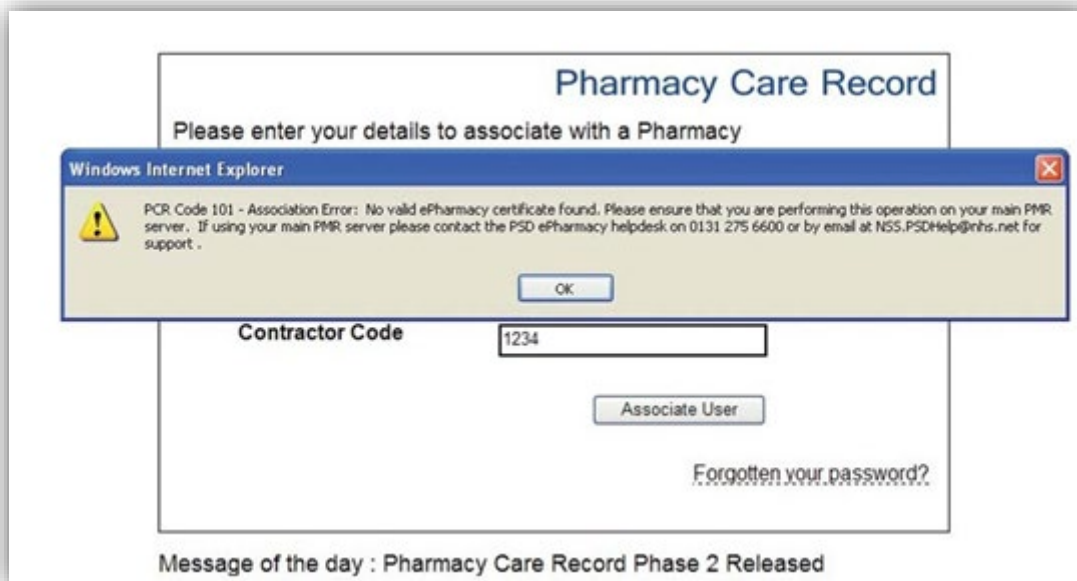 Pharmacy Care Record
Please enter your details to associate with a Pharmacy
Windows Internet Explorer
PCR Code 101 - Association Error: No valid ePharmacy certificate found. Please ensure that you are performing this operation on your main PMR
server. If using your main PMR server please contact the PSD ePharmacy helpdesk on 0131 275 6600 or by email at NSS.PSDHelp@nhs.net for
support .
OK
Contractor Code 1234
Associate User
Forgotten your password?
Message of the day : Pharmacy Care Record Phase 2 Released